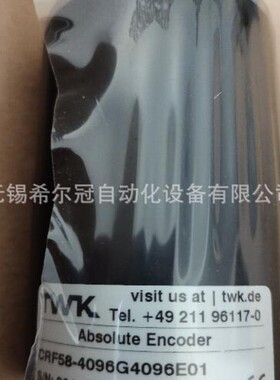 无锡希尔冠自动化设备有限公司
TWK. visit us at | twk.de
Tel. +49 211 96117-0
Absolute Encoder
CRF58-4096G4096E01